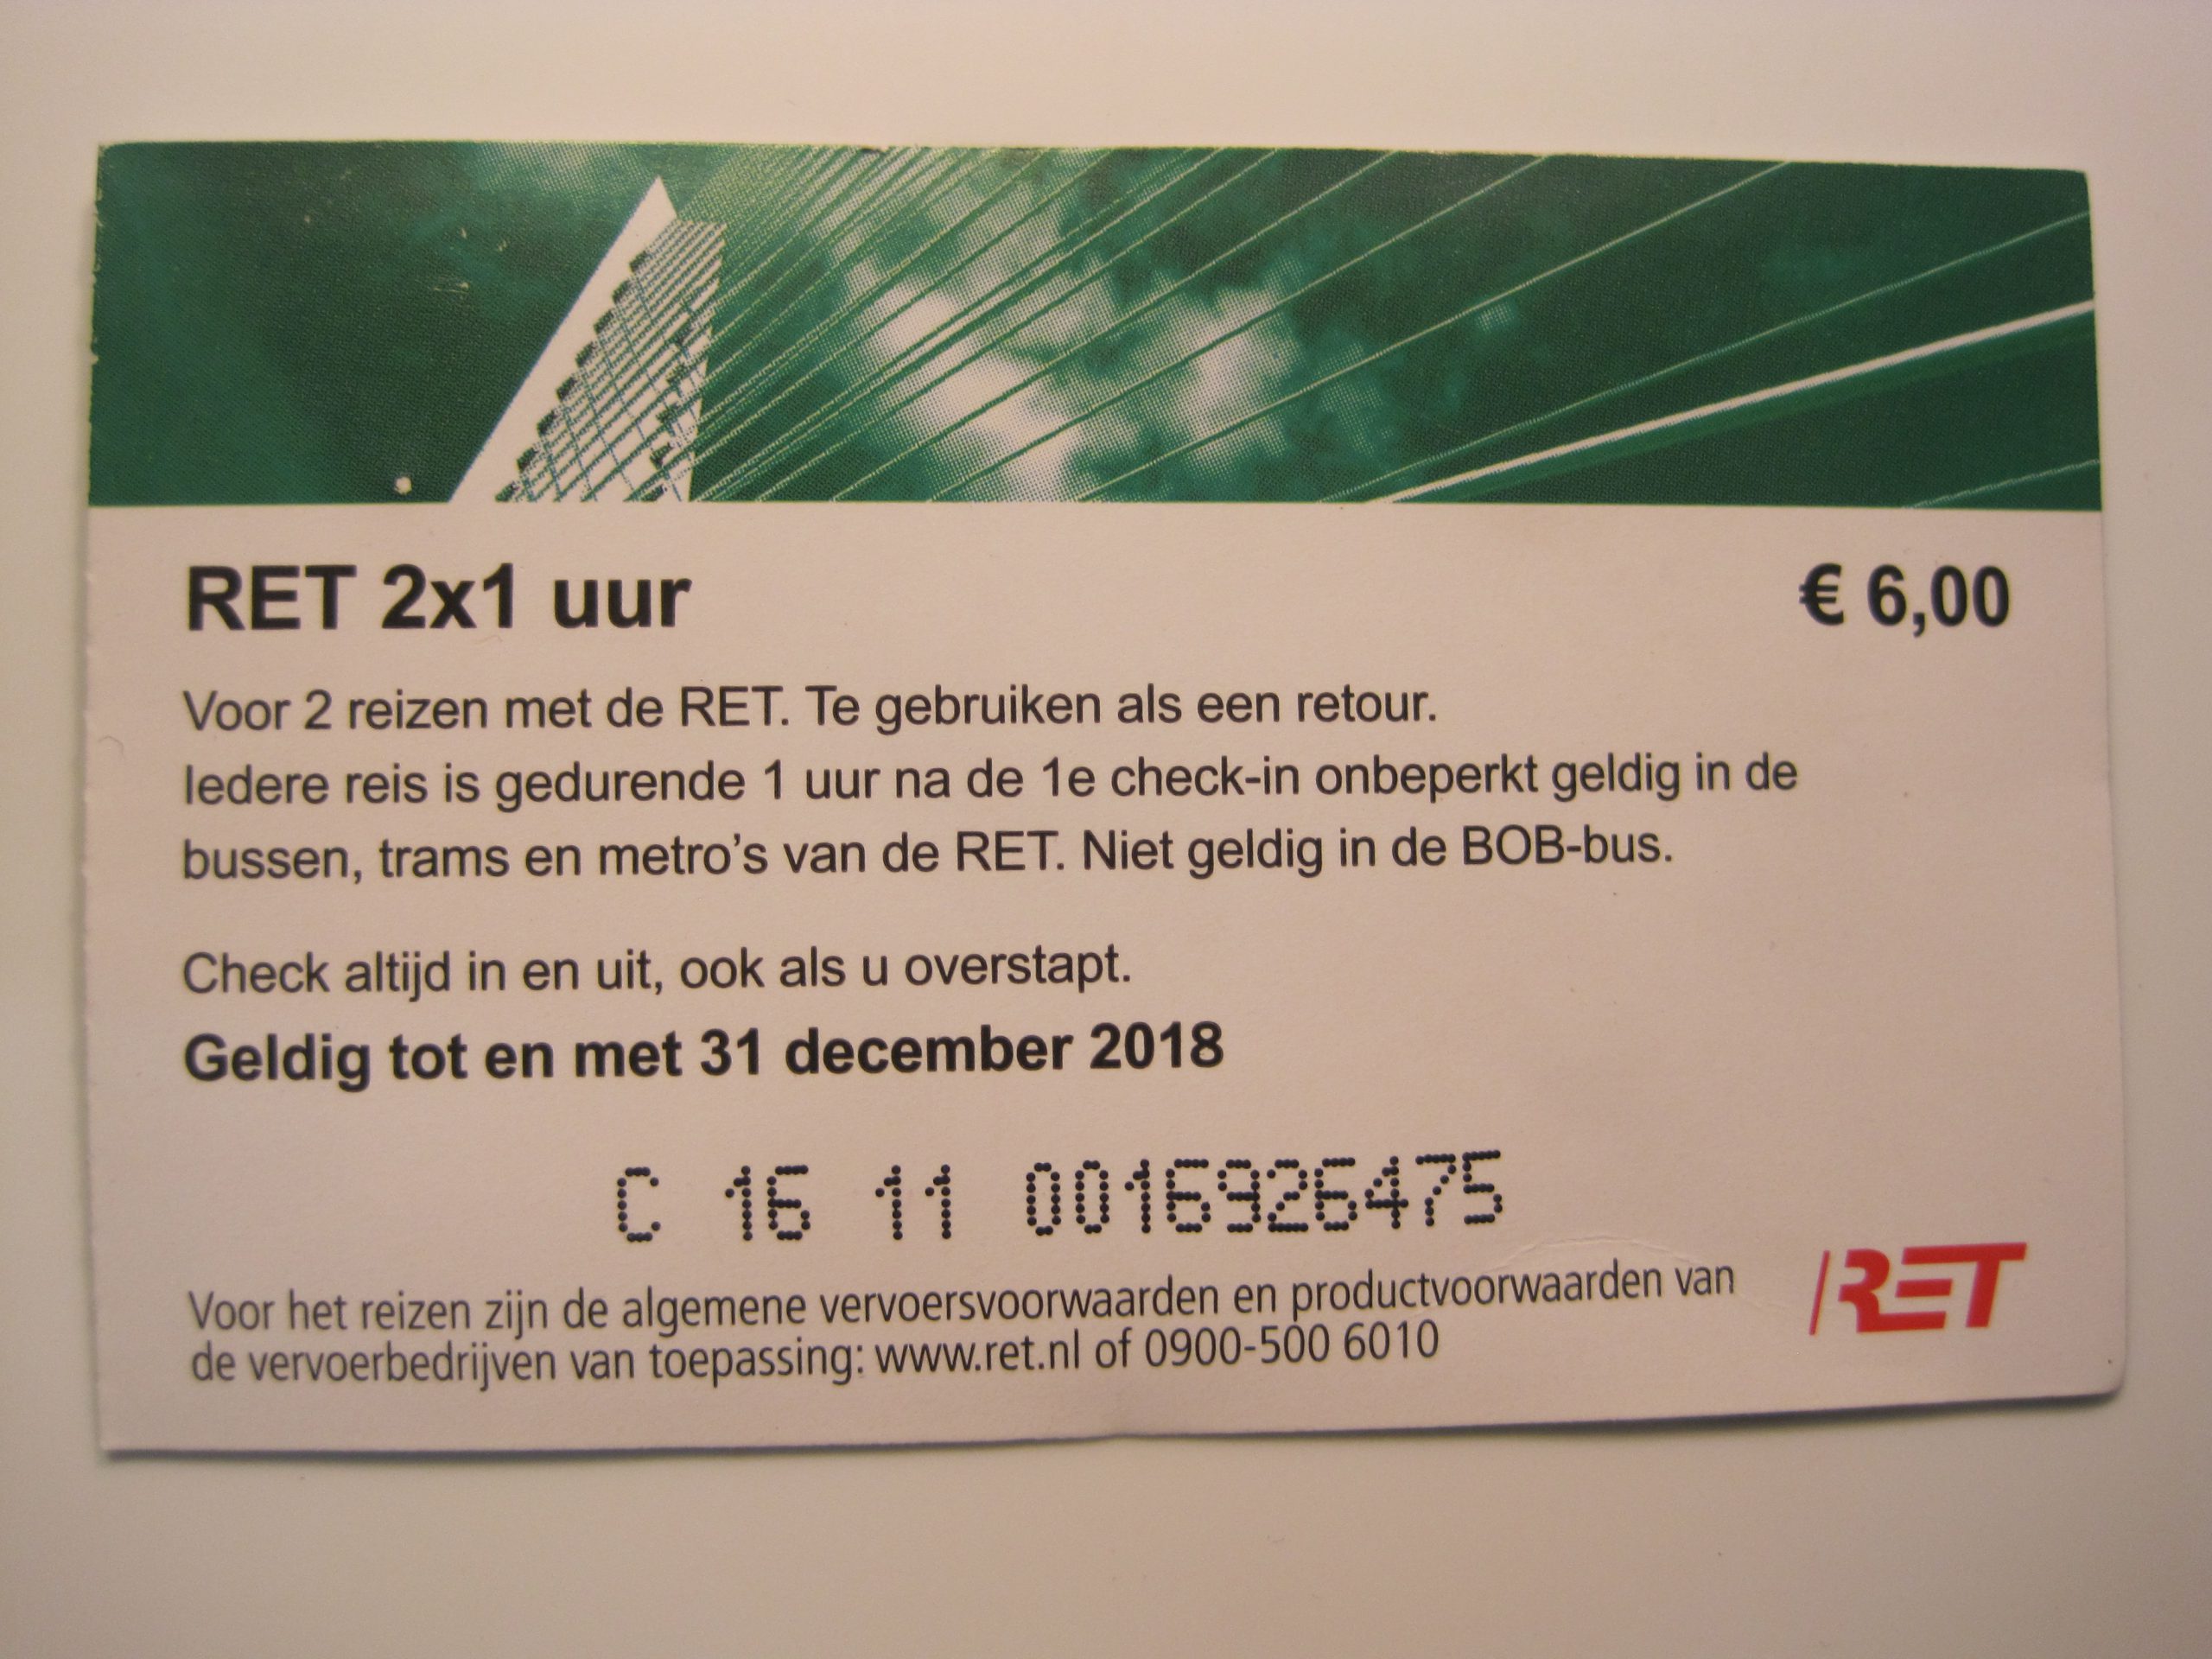 RET 2x1 uur € 6,00
Voor 2 reizen met de RET. Te gebruiken als een retour.
Iedere reis is gedurende 1 uur na de 1e check-in onbeperkt geldig in de
bussen, trams en metro's van de RET. Niet geldig in de BOB-bus.
Check altijd in en uit, ook als u overstapt.
Geldig tot en met 31 december 2018
C 16 11 0016926475
Voor het reizen zijn de algemene vervoersvoorwaarden en productvoorwaarden van
de vervoerbedrijven van toepassing: www.ret.nl of 0900-500 6010
RET